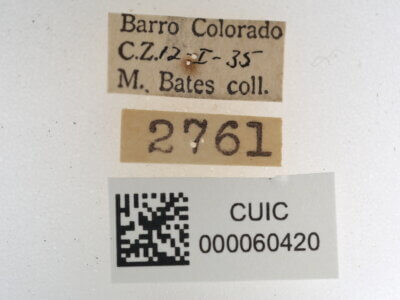 Barro Colorado
C.Z.12-I-35
M. Bates coll.
2761
CUIC
000060420